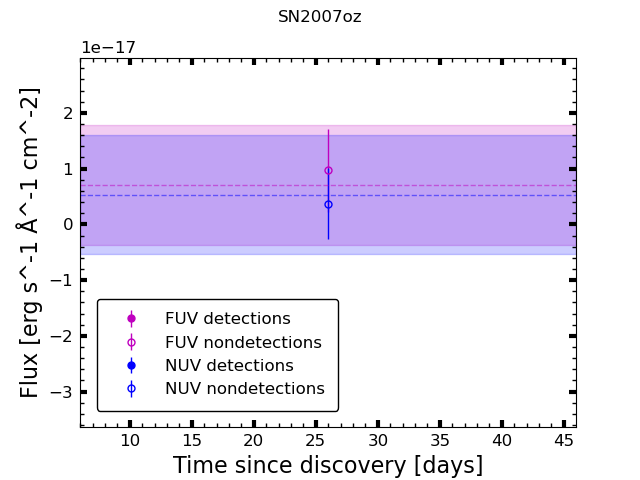 SN2007oz
1e−17
2
1
0
−1
−2
−3
Flux [erg s^-1 Å^-1 cm^-2]
FUV detections
FUV nondetections
NUV detections
NUV nondetections
10 15 20 25 30 35 40 45
Time since discovery [days]